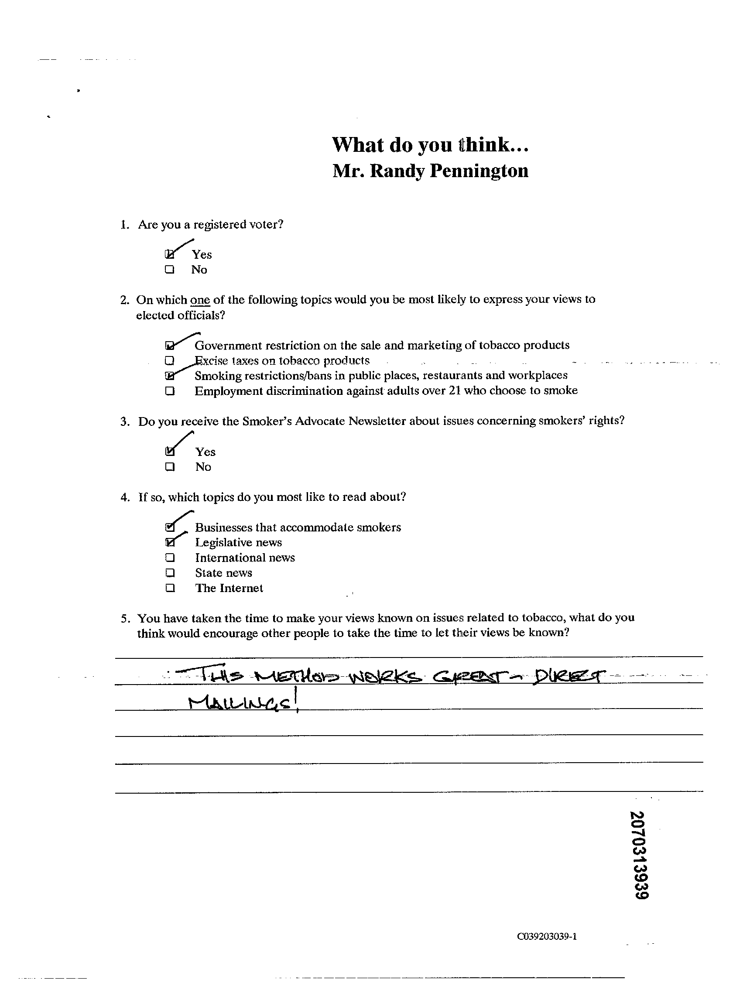 What do you think...
Mr. Randy Pennington
1. Are you a registered voter?
Yes
No
2. On which one of the following topics would you be most likely to express your views to
elected officials?
Government restriction on the sale and marketing of tobacco products
Excise taxes on tobacco products
Smoking restrictions/bans in public places, restaurants and workplaces
Employment discrimination against adults over 21 who choose to smoke
3. Do you receive the Smoker's Advocate Newsletter about issues concerning smokers' rights?
Yes
No
4. If so, which topics do you most like to read about?
Businesses that accommodate smokers
Legislative news
International news
State news
The Internet
5. You have taken the time to make your views known on issues related to tobacco, what do you
think would encourage other people to take the time to let their views be known?
THIS METHOD WORKS GREAT - DIRECT
MAILINGS!
2070313939
C039203039-1